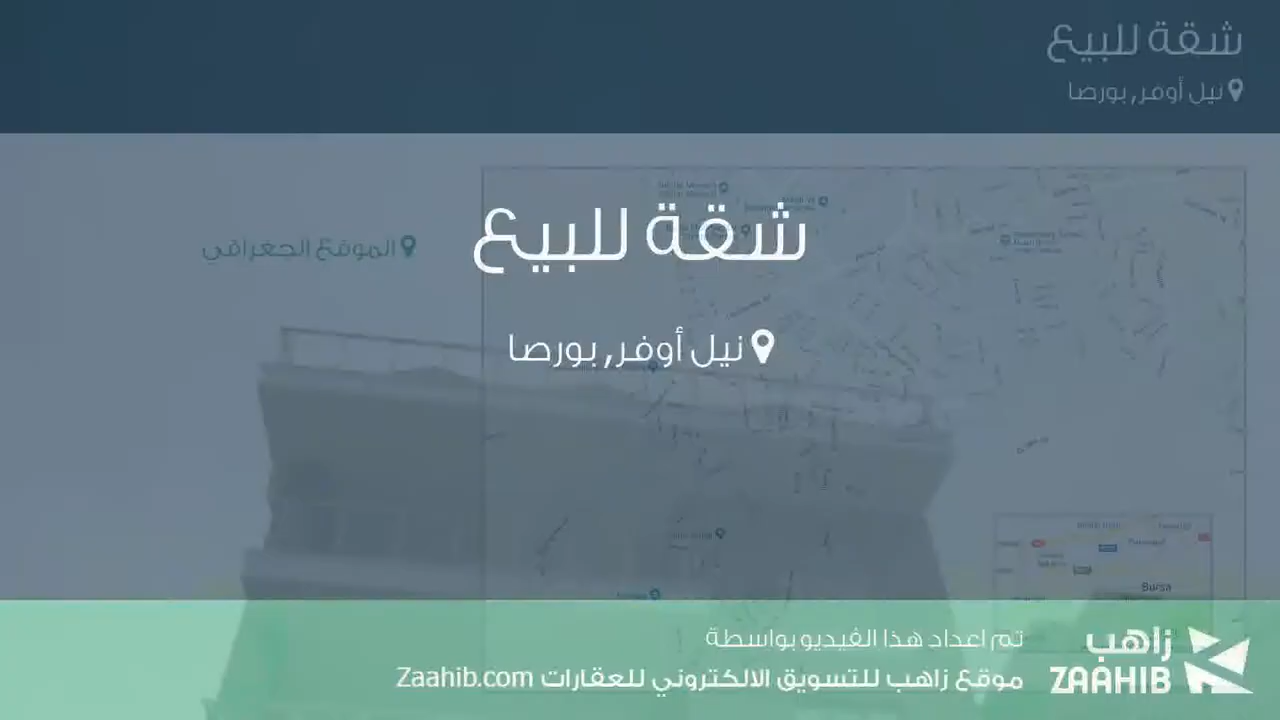 شقة للبيع
نيل أوفر, بورصا
شقة للبيع
نيل أوفر, بورصا
الموقع الجغرافي
Bursa
تم اعداد هذا الفيديو بواسطة
موقع زاهب للتسويق الالكتروني للعقارات Zaahib.com
زاهب
ZAAHIB